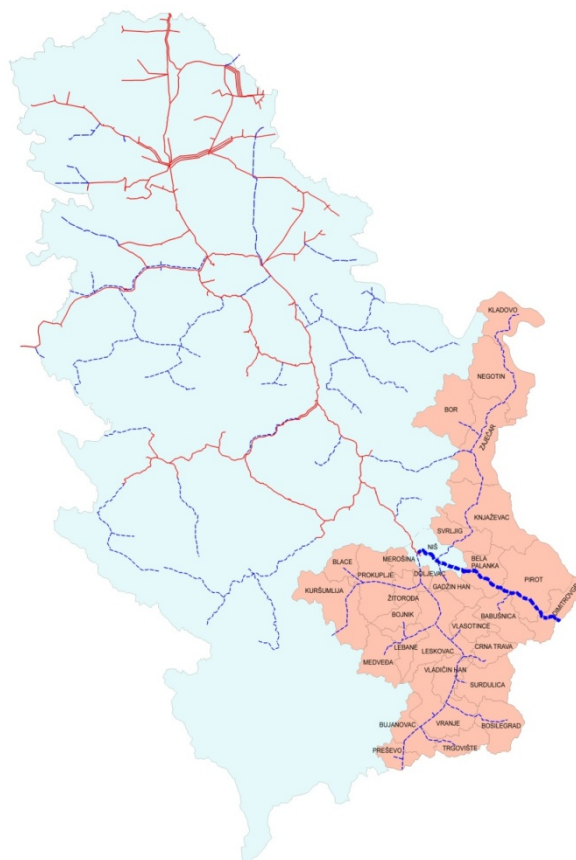 KLADOVO
NEGOTIN
BOR
ZAJEČAR
KNJAŽEVAC
SVRLJIG
NIŠ
MEROŠINA
BELA
PALANKA
DOLJEVAC
BLACE
PROKUPLJE
GADŽIN HAN
PIROT
DIMITROVGRAD
KURŠUMLIJA
ŽITORAĐA
BABUŠNICA
BOJNIK
VLASOTINCE
LEBANE
CRNA TRAVA
LESKOVAC
MEDVEĐA
VLADIČIN HAN
SURDULICA
BUJANOVAC
VRANJE
BOSILEGRAD
PREŠEVO
TRGOVIŠTE